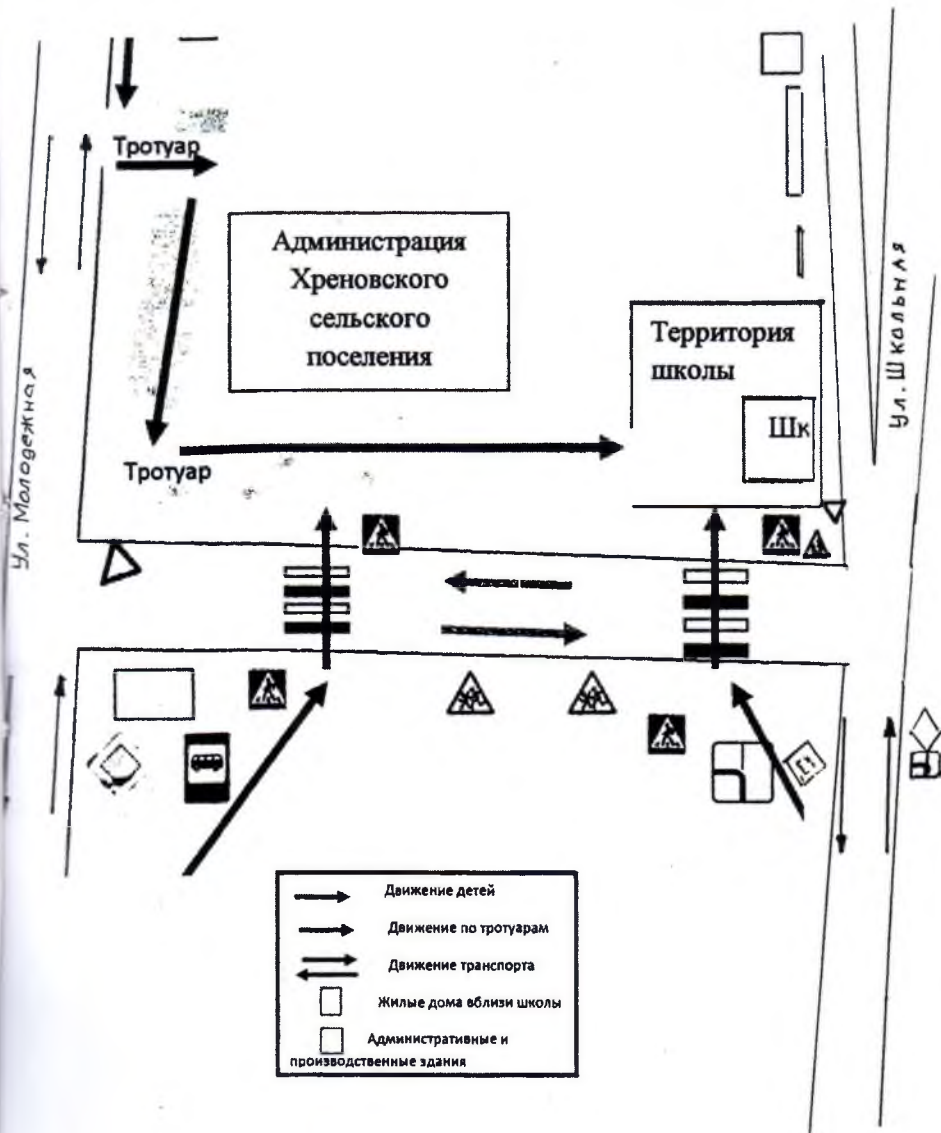 Тротуар
Администрация
Хреновского
сельского
поселения
Территория
школы
Шк
Тротуар
Ул. Молодежная
Ул. Школьная
Движение детей
Движение по тротуарам
Движение транспорта
Жилые дома вблизи школы
Административные и
производственные здания